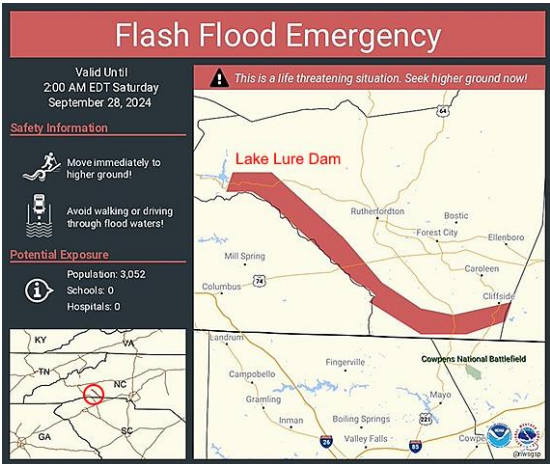 Flash Flood Emergency
Valid Until
2:00 AM EDT Saturday
September 28, 2024
Safety Information
Move immediately to
higher ground!
Avoid walking or driving
through flood waters!
Potential Exposure
Population: 3,052
Schools: 0
Hospitals: 0
KY
VA
TN
NC
GA
SC
This is a life threatening situation. Seek higher ground now!
64
Lake Lure Dam
Rutherfordton
Bostic
Forest City
Ellenboro
Mill Spring
74
Caroleen
Columbus
Cliffside
Landrum
Cowpens National Battlefield
Fingerville
Campobello
Gramling
Mayo
Inman
Boiling Springs
221
26
Valley Falls
85
Cowpe
NOAA
@nwsgsp